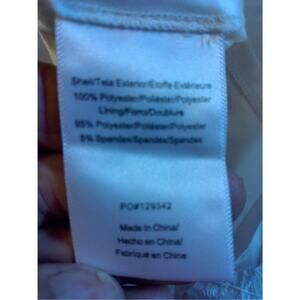 Shell/Tela Exterior/Etoffe Extérieure
100% Polyester/Poliéster/Polyester
Lining/Forro/Doublure
95% Polyester/Poliéster/Polyester
5% Spandex/Spandex/Spandex
PO#129342
Made in China/
Hecho en China/
Fabriqué en Chine